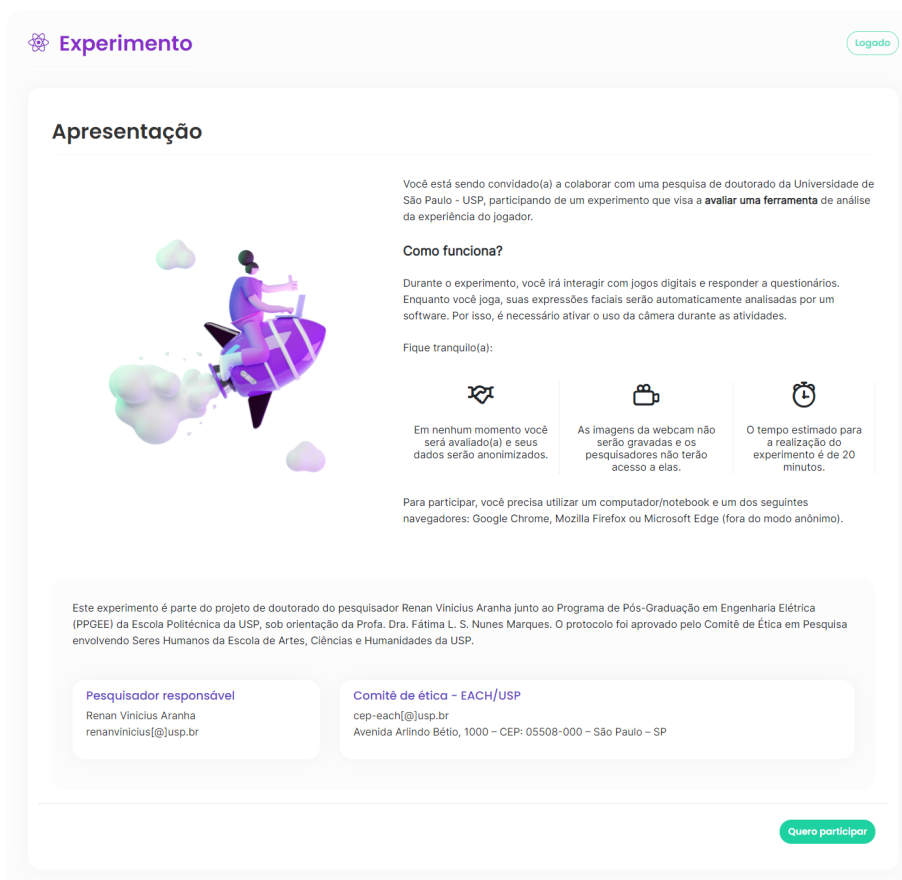 Experimento
Logado
Apresentação
Você está sendo convidado(a) a colaborar com uma pesquisa de doutorado da Universidade de
São Paulo - USP, participando de um experimento que visa a avaliar uma ferramenta de análise
da experiência do jogador.
Como funciona?
Durante o experimento, você irá interagir com jogos digitais e responder a questionários.
Enquanto você joga, suas expressões faciais serão automaticamente analisadas por um
software. Por isso, é necessário ativar o uso da câmera durante as atividades.
Fique tranquilo(a):
Em nenhum momento você
será avaliado(a) e seus
dados serão anonimizados.
As imagens da webcam não
serão gravadas e os
pesquisadores não terão
acesso a elas.
O tempo estimado para
a realização do
experimento é de 20
minutos.
Para participar, você precisa utilizar um computador/notebook e um dos seguintes
navegadores: Google Chrome, Mozilla Firefox ou Microsoft Edge (fora do modo anônimo).
Este experimento é parte do projeto de doutorado do pesquisador Renan Vinicius Aranha junto ao Programa de Pós-Graduação em Engenharia Elétrica
(PPGEE) da Escola Politécnica da USP, sob orientação da Profa. Dra. Fátima L. S. Nunes Marques. O protocolo foi aprovado pelo Comitê de Ética em Pesquisa
envolvendo Seres Humanos da Escola de Artes, Ciências e Humanidades da USP.
Pesquisador responsável
Renan Vinicius Aranha
renanvinicius[@]usp.br
Comitê de ética - EACH/USP
cep-each[@]usp.br
Avenida Arlindo Bétio, 1000 – CEP: 05508-000 – São Paulo – SP
Quero participar